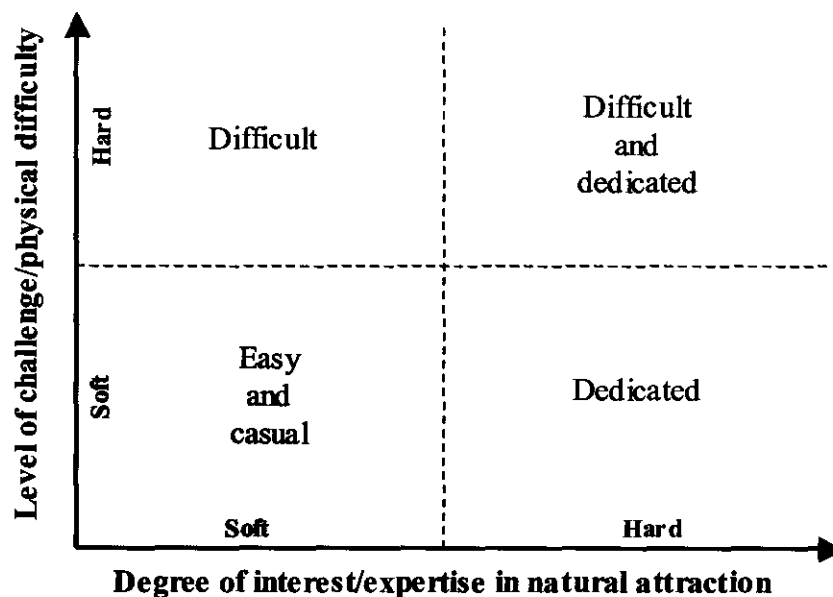 Level of challenge/physical difficulty
Hard
Soft
Difficult
Difficult
and
dedicated
Easy
and
casual
Dedicated
Soft
Hard
Degree of interest/expertise in natural attraction